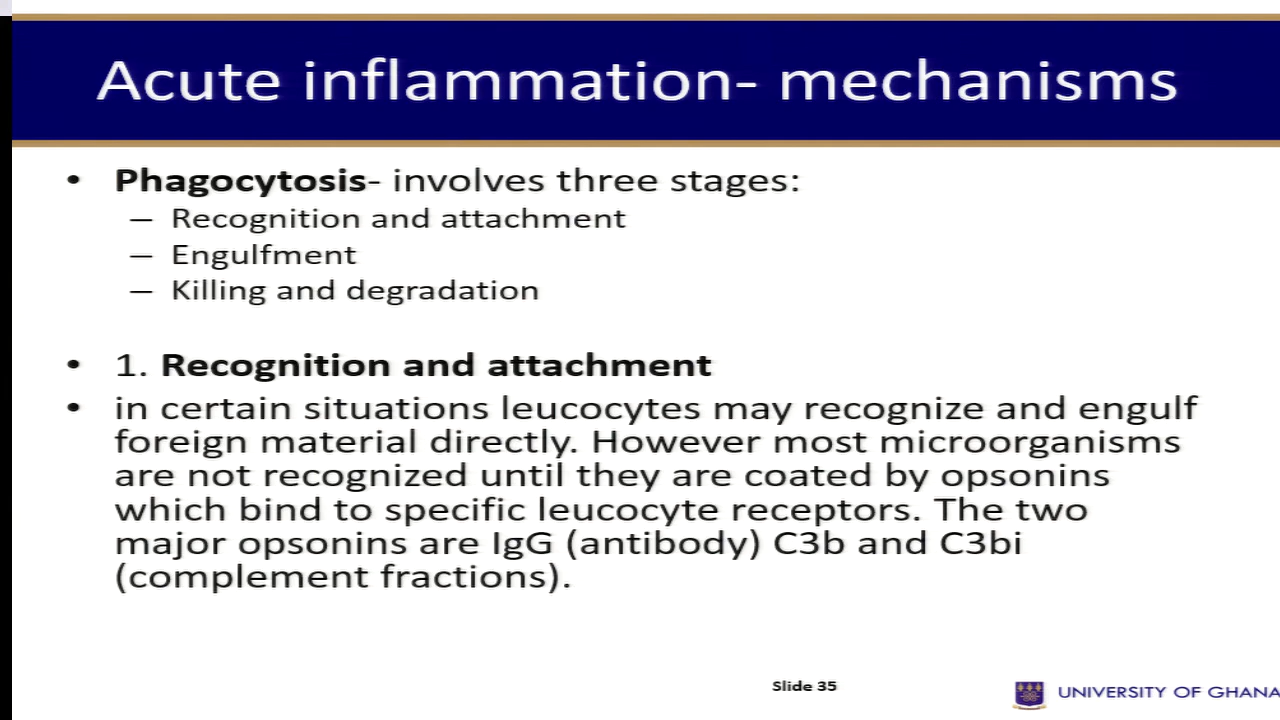 Acute inflammation- mechanisms
• Phagocytosis- involves three stages:
– Recognition and attachment
– Engulfment
– Killing and degradation
• 1. Recognition and attachment
• in certain situations leucocytes may recognize and engulf
foreign material directly. However most microorganisms
are not recognized until they are coated by opsonins
which bind to specific leucocyte receptors. The two
major opsonins are IgG (antibody) C3b and C3bi
(complement fractions).
Slide 35
UNIVERSITY OF GHANA